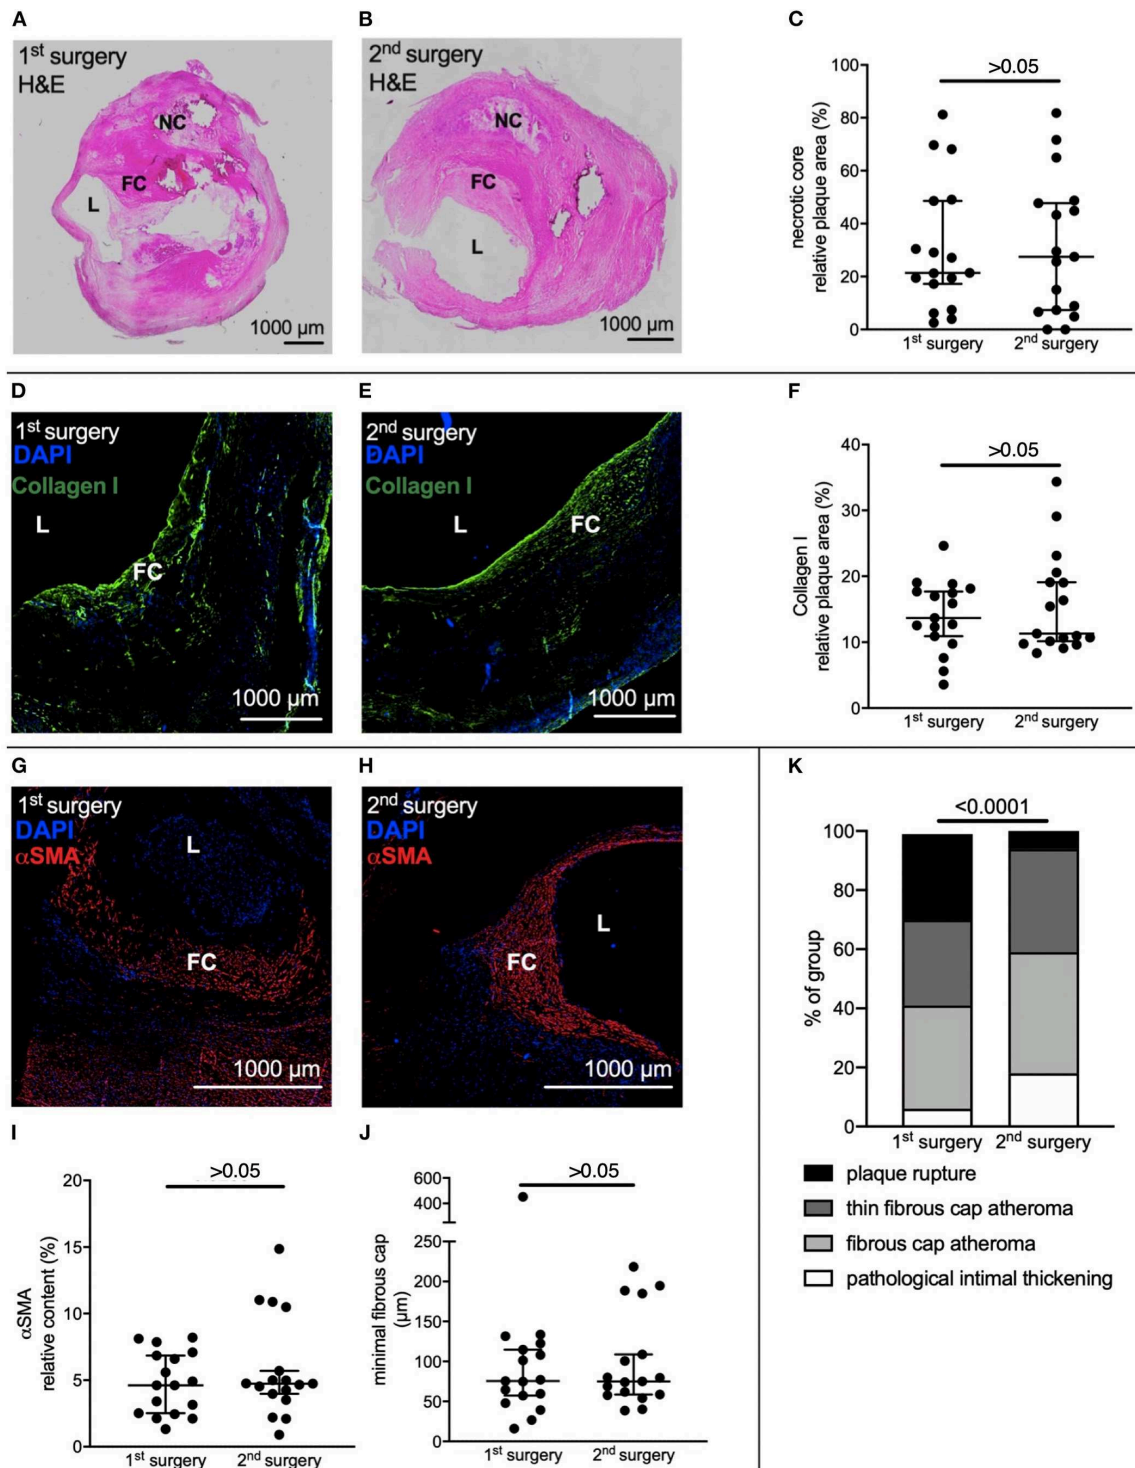 A
1st surgery
H&E
NC
FC
L
1000 µm
B
2nd surgery
H&E
NC
FC
L
1000 µm
C
>0.05
necrotic core
relative plaque area (%)
100
80
60
40
20
0
1st surgery
2nd surgery
D
1st surgery
DAPI
Collagen I
L
FC
1000 µm
E
2nd surgery
DAPI
Collagen I
L
FC
1000 µm
F
>0.05
Collagen I
relative plaque area (%)
40
30
20
10
0
1st surgery
2nd surgery
G
1st surgery
DAPI
αSMA
L
FC
1000 µm
H
2nd surgery
DAPI
αSMA
L
FC
1000 µm
I
>0.05
αSMA
relative content (%)
20
15
10
5
0
1st surgery
2nd surgery
J
>0.05
minimal fibrous cap
(µm)
600
400
250
200
150
100
50
0
1st surgery
2nd surgery
K
<0.0001
% of group
100
80
60
40
20
0
1st surgery
2nd surgery
plaque rupture
thin fibrous cap atheroma
fibrous cap atheroma
pathological intimal thickening